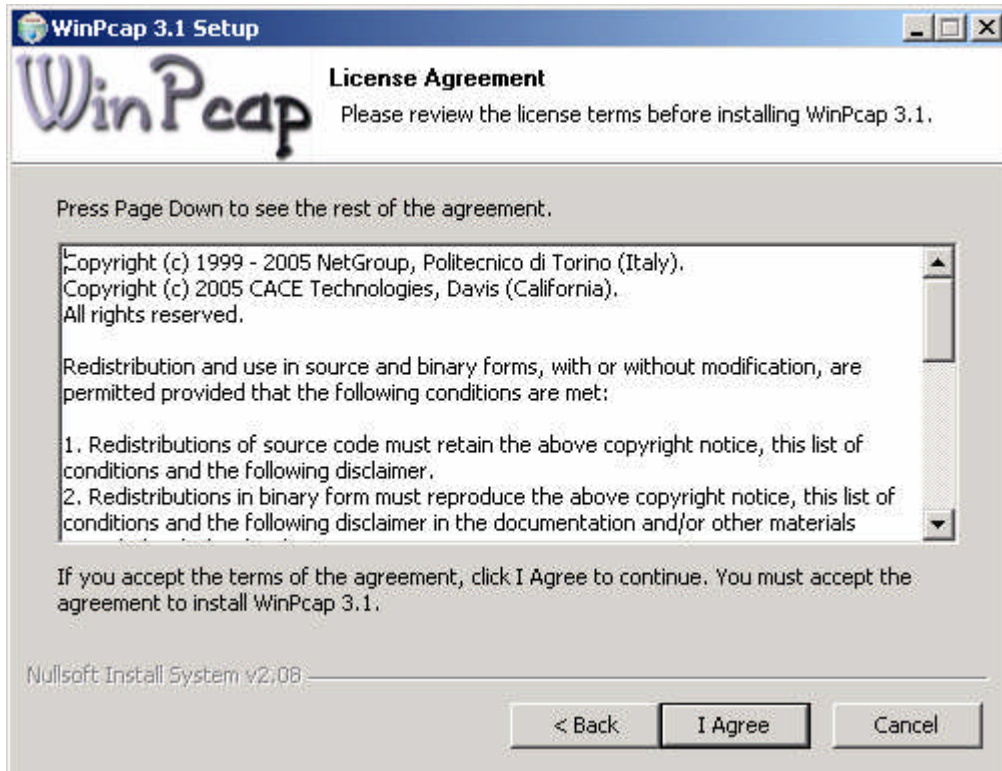 WinPcap 3.1 Setup
WinPcap
License Agreement
Please review the license terms before installing WinPcap 3.1.
Press Page Down to see the rest of the agreement.
Copyright (c) 1999 - 2005 NetGroup, Politecnico di Torino (Italy).
Copyright (c) 2005 CACE Technologies, Davis (California).
All rights reserved.
Redistribution and use in source and binary forms, with or without modification, are
permitted provided that the following conditions are met:
1. Redistributions of source code must retain the above copyright notice, this list of
conditions and the following disclaimer.
2. Redistributions in binary form must reproduce the above copyright notice, this list of
conditions and the following disclaimer in the documentation and/or other materials
If you accept the terms of the agreement, click I Agree to continue. You must accept the
agreement to install WinPcap 3.1.
Nullsoft Install System v2.08
< Back
I Agree
Cancel